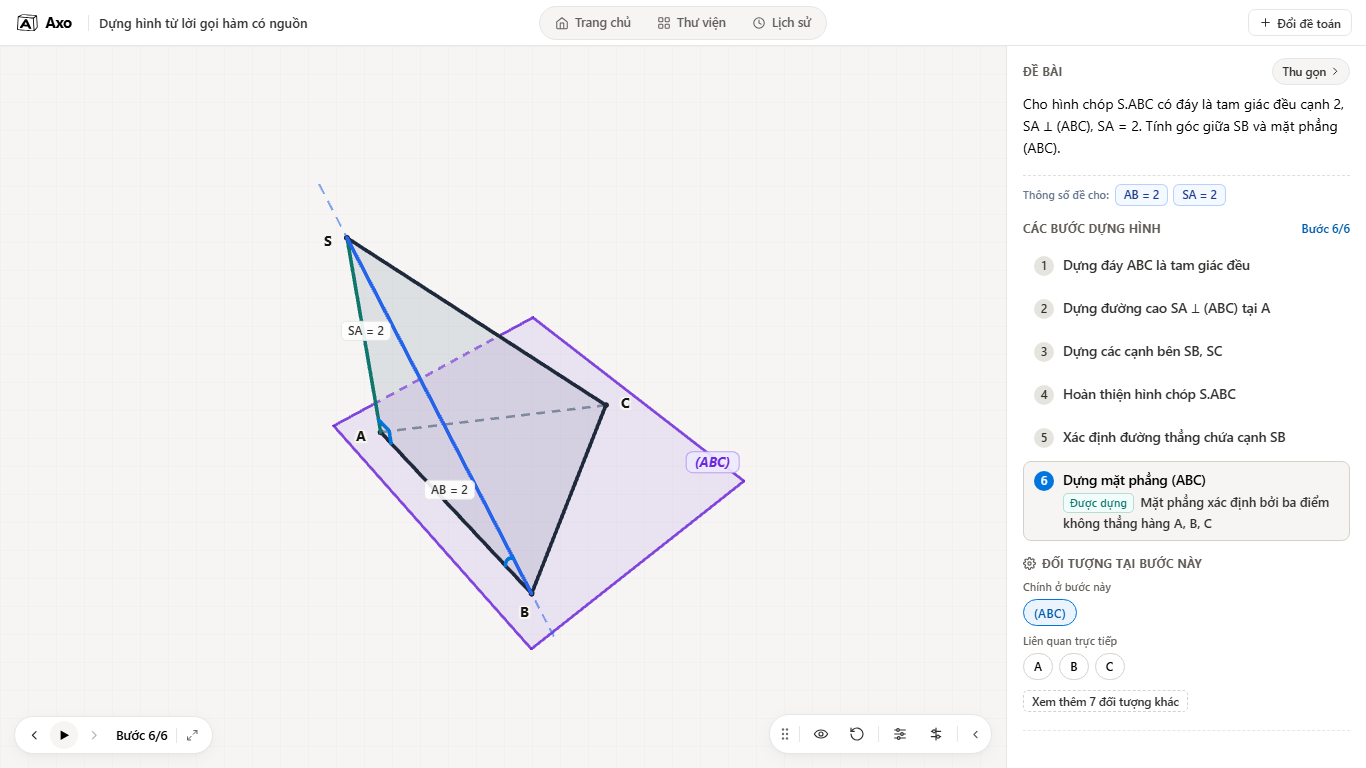 Axo
Dựng hình từ lời gọi hàm có nguồn
Trang chủ
Thư viện
Lịch sử
Đổi đề toán
S
SA = 2
A
C
(ABC)
AB = 2
B
Bước 6/6
ĐỀ BÀI
Thu gọn
Cho hình chóp S.ABC có đáy là tam giác đều cạnh 2,
SA ⊥ (ABC), SA = 2. Tính góc giữa SB và mặt phẳng
(ABC).
Thông số đề cho:
AB = 2
SA = 2
CÁC BƯỚC DỰNG HÌNH
Bước 6/6
1 Dựng đáy ABC là tam giác đều
2 Dựng đường cao SA ⊥ (ABC) tại A
3 Dựng các cạnh bên SB, SC
4 Hoàn thiện hình chóp S.ABC
5 Xác định đường thẳng chứa cạnh SB
6 Dựng mặt phẳng (ABC)
Được dựng Mặt phẳng xác định bởi ba điểm
không thẳng hàng A, B, C
ĐỐI TƯỢNG TẠI BƯỚC NÀY
Chính ở bước này
(ABC)
Liên quan trực tiếp
A
B
C
Xem thêm 7 đối tượng khác